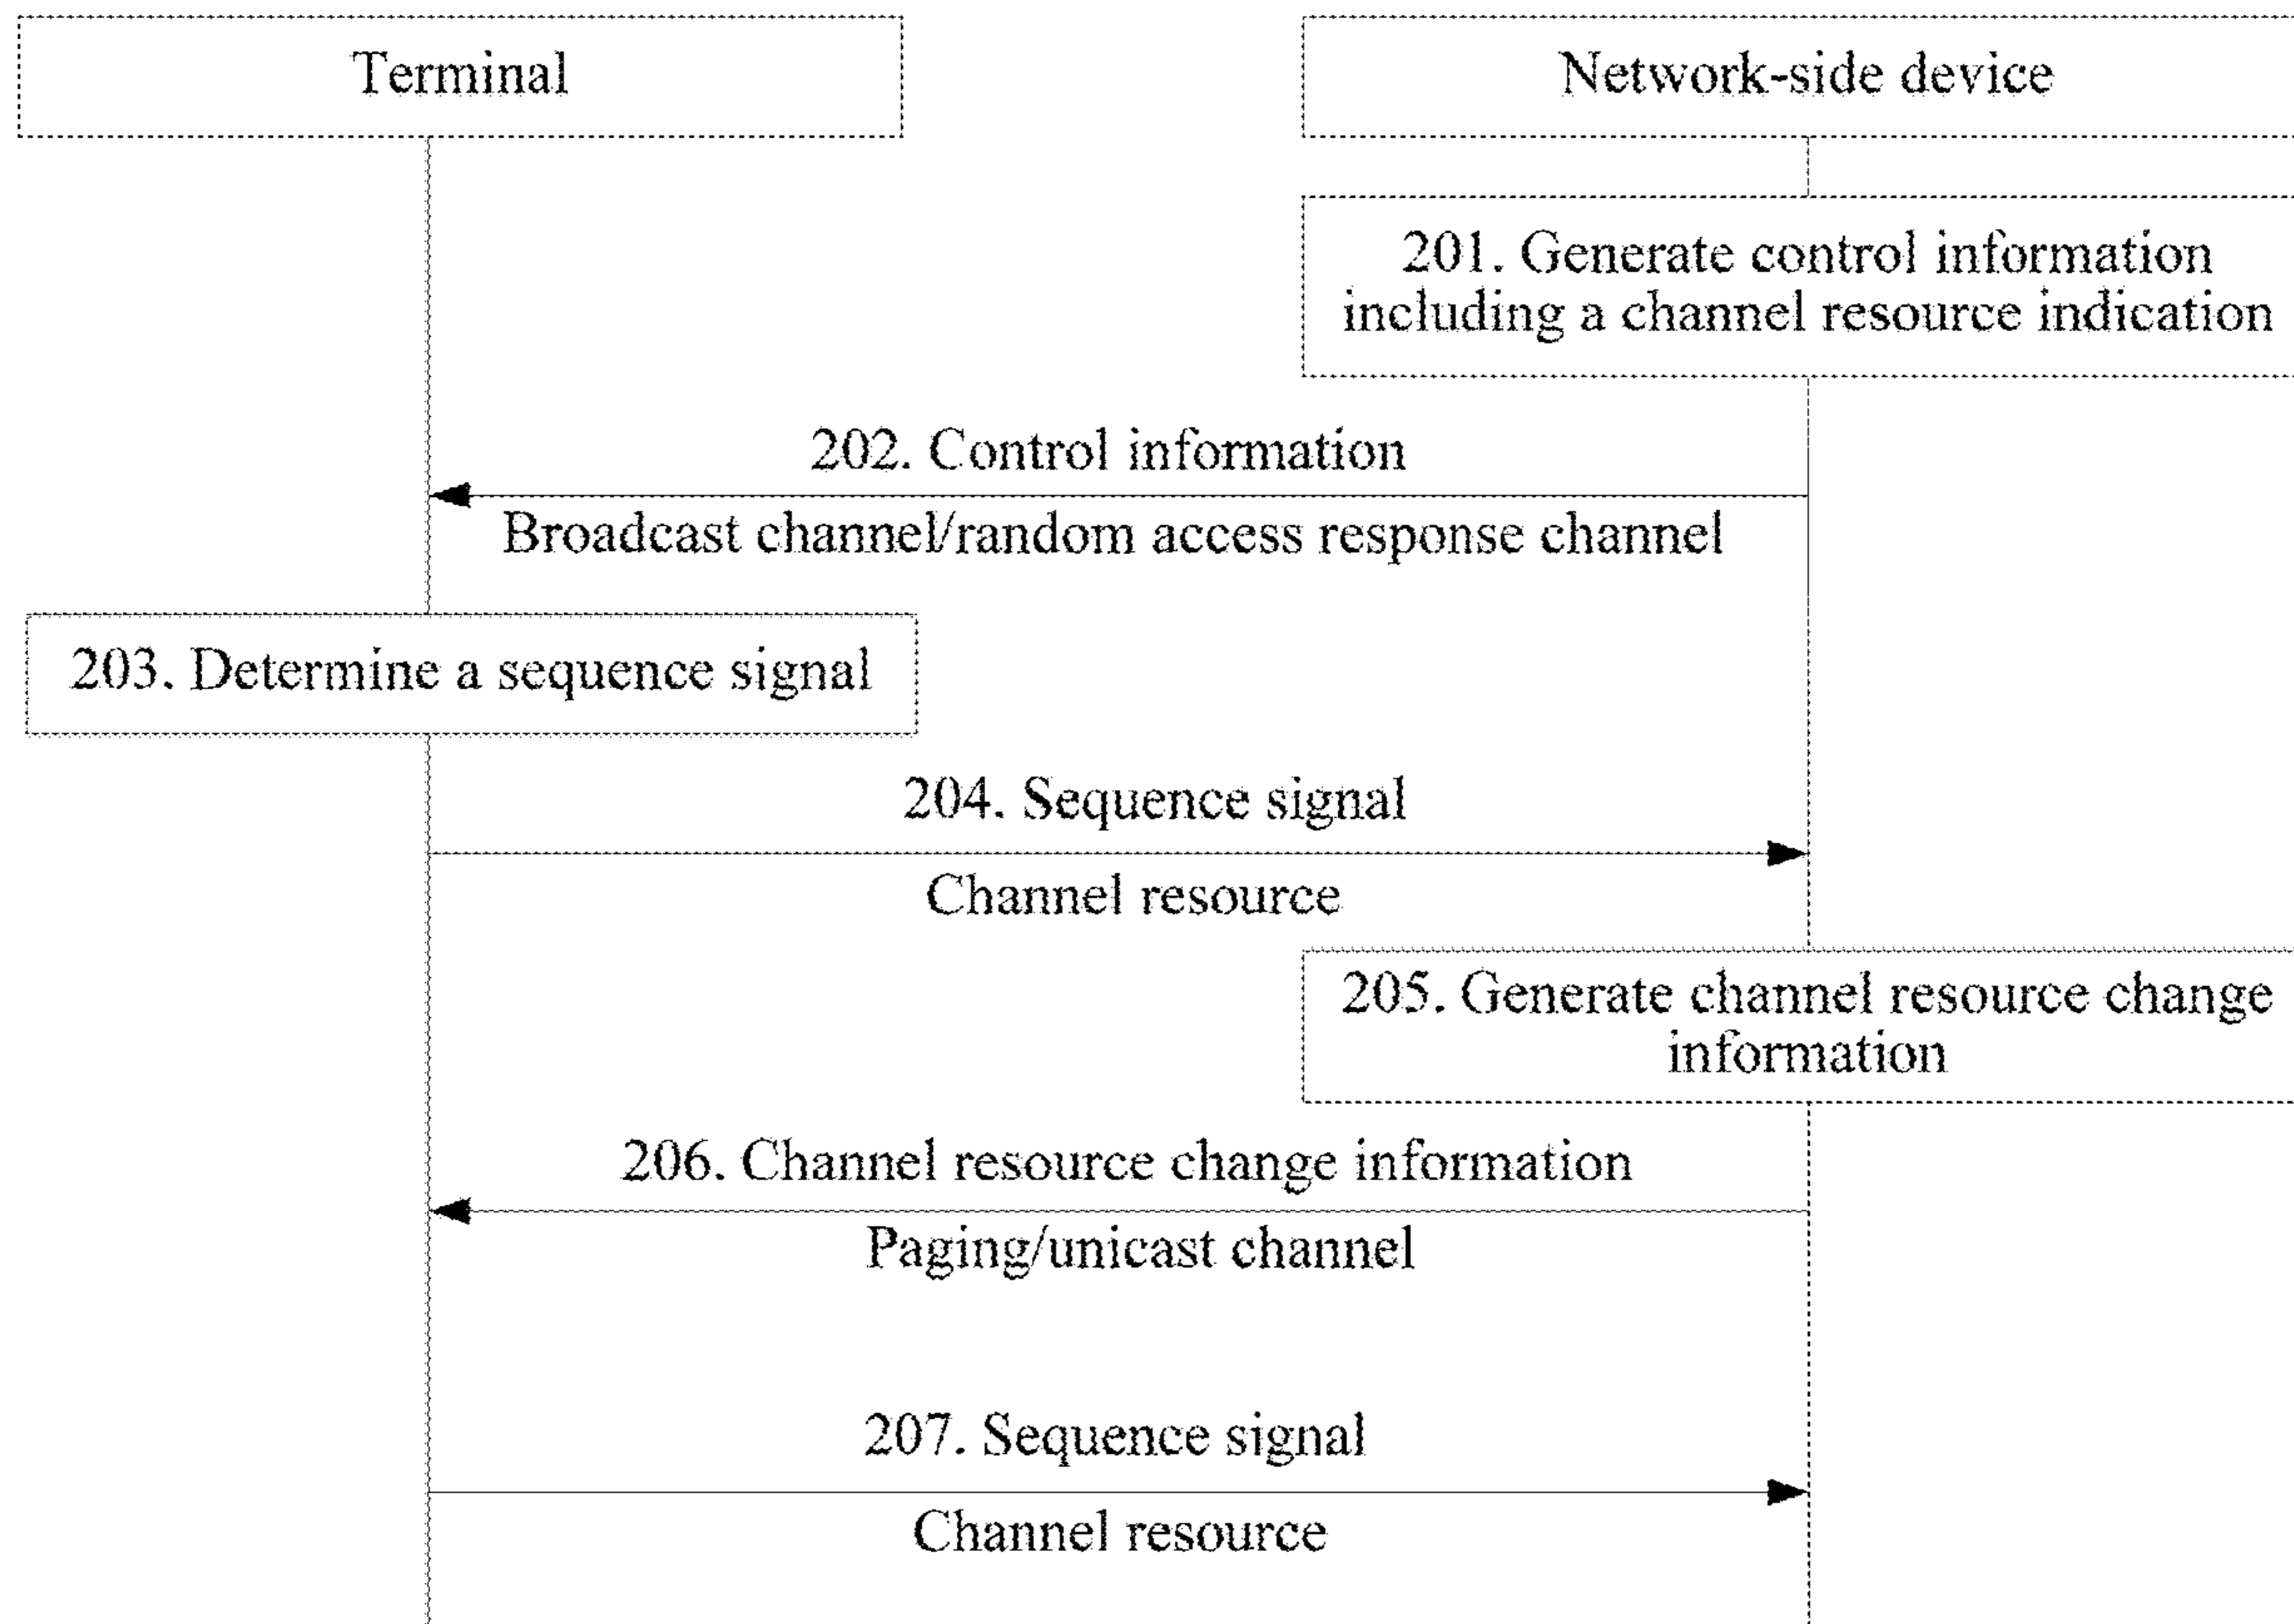 Terminal
Network-side device
201. Generate control information
including a channel resource indication
202. Control information
Broadcast channel/random access response channel
203. Determine a sequence signal
204. Sequence signal
Channel resource
205. Generate channel resource change
information
206. Channel resource change information
Paging/unicast channel
207. Sequence signal
Channel resource